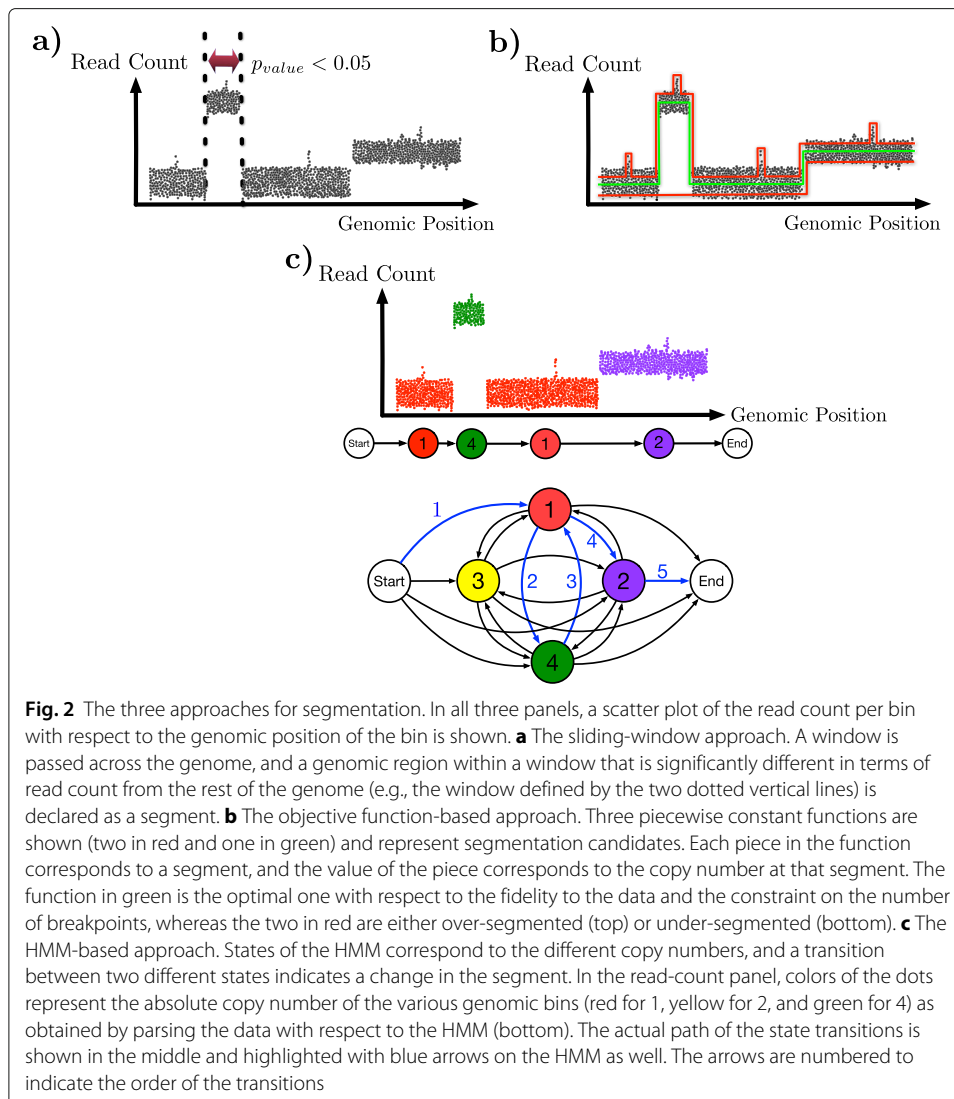 a)
Read Count
p_value < 0.05
Genomic Position
b)
Read Count
Genomic Position
c)
Read Count
Genomic Position
Start 1 4 1 2 End
1
1
4
Start 3 2 3 2 5 End
4
Fig. 2 The three approaches for segmentation. In all three panels, a scatter plot of the read count per bin
with respect to the genomic position of the bin is shown. a The sliding-window approach. A window is
passed across the genome, and a genomic region within a window that is significantly different in terms of
read count from the rest of the genome (e.g., the window defined by the two dotted vertical lines) is
declared as a segment. b The objective function-based approach. Three piecewise constant functions are
shown (two in red and one in green) and represent segmentation candidates. Each piece in the function
corresponds to a segment, and the value of the piece corresponds to the copy number at that segment. The
function in green is the optimal one with respect to the fidelity to the data and the constraint on the number
of breakpoints, whereas the two in red are either over-segmented (top) or under-segmented (bottom). c The
HMM-based approach. States of the HMM correspond to the different copy numbers, and a transition
between two different states indicates a change in the segment. In the read-count panel, colors of the dots
represent the absolute copy number of the various genomic bins (red for 1, yellow for 2, and green for 4) as
obtained by parsing the data with respect to the HMM (bottom). The actual path of the state transitions is
shown in the middle and highlighted with blue arrows on the HMM as well. The arrows are numbered to
indicate the order of the transitions